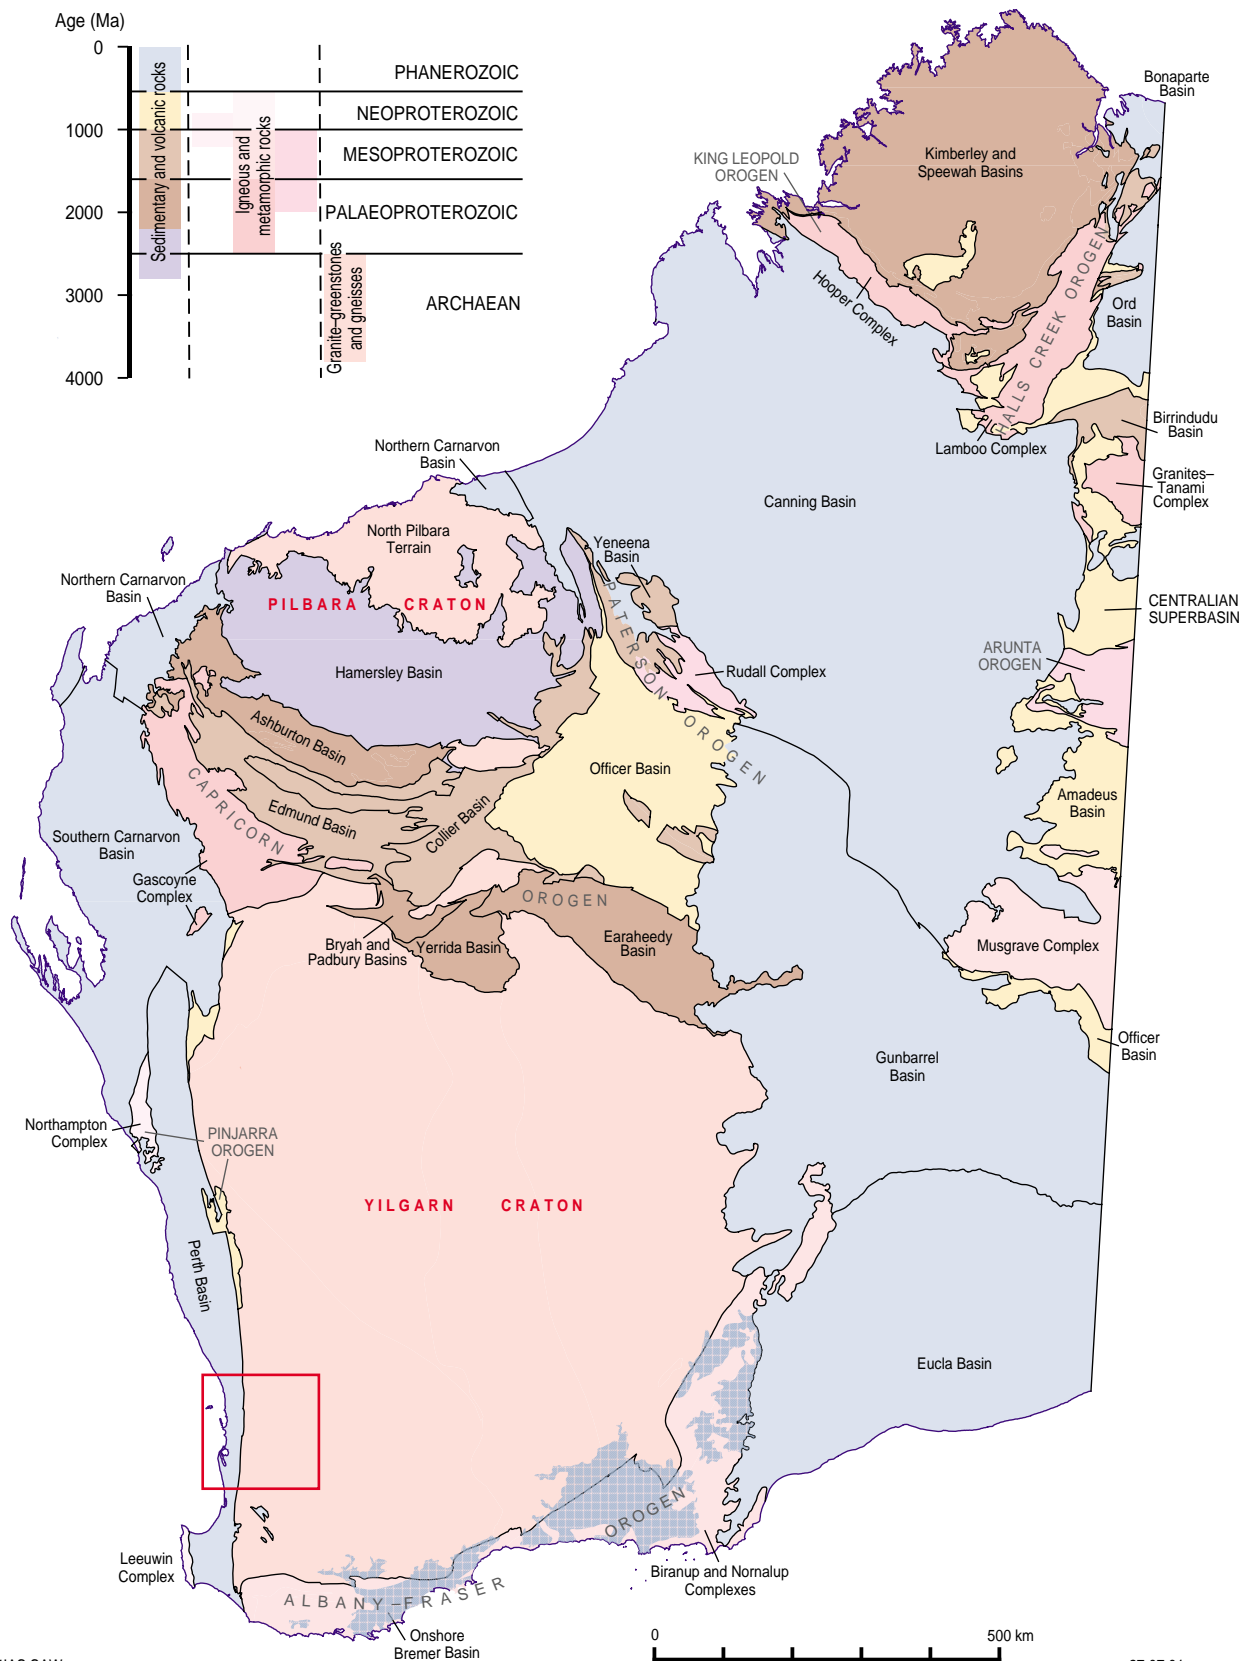 Age (Ma)
0
1000
2000
3000
4000
Sedimentary and volcanic rocks
Igneous and
metamorphic rocks
Granite–greenstones
and gneisses
PHANEROZOIC
NEOPROTEROZOIC
MESOPROTEROZOIC
PALAEOPROTEROZOIC
ARCHAEAN
Bonaparte
Basin
KING LEOPOLD
OROGEN
Kimberley and
Speewah Basins
Hooper Complex
HALLS CREEK OROGEN
Ord
Basin
Lamboo Complex
Birrindudu
Basin
Granites–
Tanami
Complex
Northern Carnarvon
Basin
Canning Basin
North Pilbara
Terrain
Yeneena
Basin
Northern Carnarvon
Basin
PILBARA CRATON
CENTRALIAN
SUPERBASIN
PATERSON OROGEN
ARUNTA
OROGEN
Hamersley Basin
Rudall Complex
Ashburton Basin
Officer Basin
CAPRICORN
Edmund Basin
Collier Basin
Amadeus
Basin
Southern Carnarvon
Basin
Gascoyne
Complex
OROGEN
Bryah and
Padbury Basins
Yerrida Basin
Earaheedy
Basin
Musgrave Complex
Officer
Basin
Gunbarrel
Basin
Northampton
Complex
PINJARRA
OROGEN
YILGARN CRATON
Perth Basin
Eucla Basin
OROGEN
Leeuwin
Complex
Biranup and Nornalup
Complexes
ALBANY–FRASER
Onshore
Bremer Basin
0
500 km